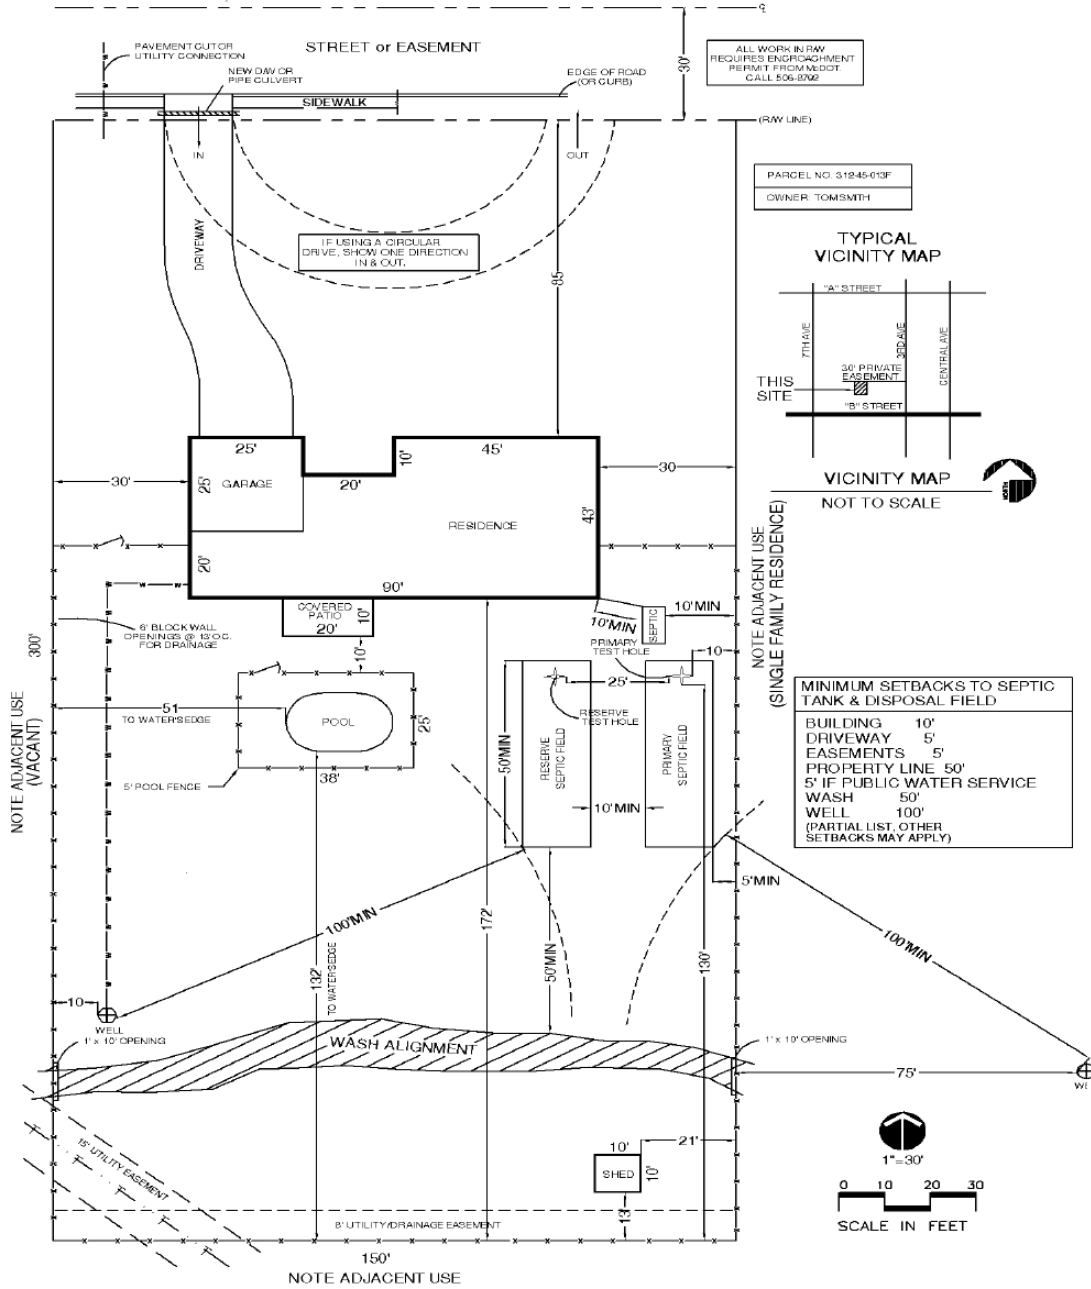 PAVEMENT CUT OR
UTILITY CONNECTION
STREET or EASEMENT
NEW D/W OR
PIPE CULVERT
SIDEWALK
EDGE OF ROAD
(OR CURB)
30'
ALL WORK IN R/W
REQUIRES ENCROACHMENT
PERMIT FROM McDOT.
CALL 506-8798
(R/W LINE)
IN
OUT
DRIVEWAY
IF USING A CIRCULAR
DRIVE, SHOW ONE DIRECTION
IN & OUT.
85'
PARCEL NO. 312-45-013F
OWNER: TOM SMITH
TYPICAL
VICINITY MAP
"A" STREET
7TH AVE
3RD AVE
CENTRAL AVE
30' PRIVATE
EASEMENT
THIS
SITE
"B" STREET
VICINITY MAP
NOT TO SCALE
NORTH
25'
10'
45'
25'
GARAGE
20'
RESIDENCE
43'
30'
30
20'
90'
COVERED
PATIO
20'
10'
10'
6' BLOCK WALL
OPENINGS @ 13' O.C.
FOR DRAINAGE
SEPTIC
10'MIN
10'MIN
PRIMARY
TEST HOLE
10
25'
RESERVE
TEST HOLE
300'
NOTE ADJACENT USE
(VACANT)
NOTE ADJACENT USE
(SINGLE FAMILY RESIDENCE)
51
TO WATER'S EDGE
POOL
25'
38'
5' POOL FENCE
50'MIN
RESERVE
SEPTIC FIELD
PRIMARY
SEPTIC FIELD
10'MIN
MINIMUM SETBACKS TO SEPTIC
TANK & DISPOSAL FIELD
BUILDING 10'
DRIVEWAY 5'
EASEMENTS 5'
PROPERTY LINE 50'
5' IF PUBLIC WATER SERVICE
WASH 50'
WELL 100'
(PARTIAL LIST, OTHER
SETBACKS MAY APPLY)
5'MIN
100'MIN
100'MIN
172'
132'
TO WATER'S EDGE
50'MIN
130'
10
WELL
1' x 10' OPENING
WASH ALIGNMENT
1' x 10' OPENING
75'
WE
15' UTILITY EASEMENT
10'
SHED
10'
21'
13'
8' UTILITY/DRAINAGE EASEMENT
150'
NOTE ADJACENT USE
1"=30'
0 10 20 30
SCALE IN FEET